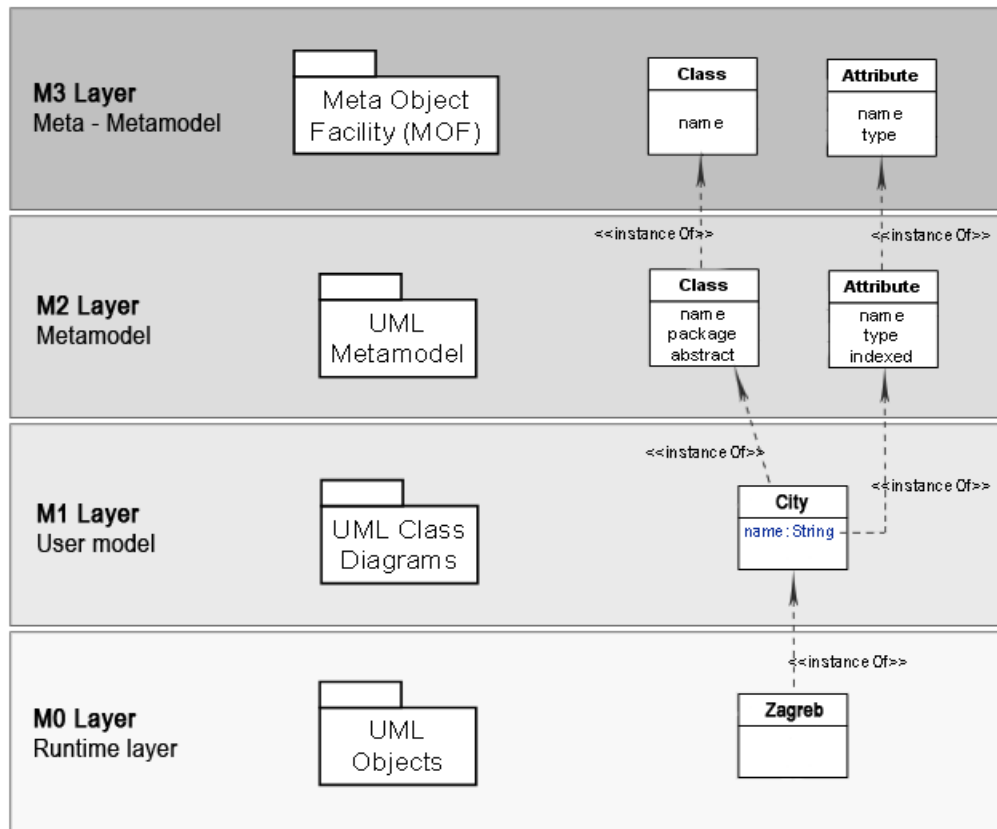 M3 Layer
Meta - Metamodel
Meta Object
Facility (MOF)
Class
name
Attribute
name
type
<<instance Of>>
<<instance Of>>
M2 Layer
Metamodel
UML
Metamodel
Class
name
package
abstract
Attribute
name
type
indexed
<<instance Of>>
<<instance Of>>
M1 Layer
User model
UML Class
Diagrams
City
name: String
<<instance Of>>
M0 Layer
Runtime layer
UML
Objects
Zagreb